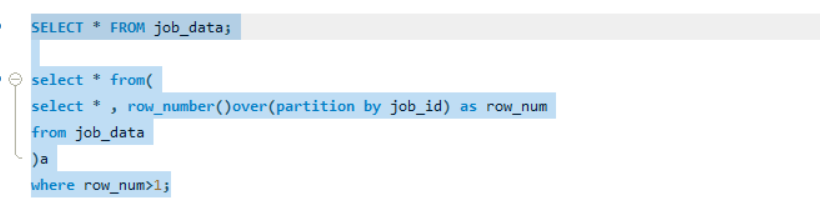 SELECT * FROM job_data;
select * from(
select * , row_number()over(partition by job_id) as row_num
from job_data
)a
where row_num>1;